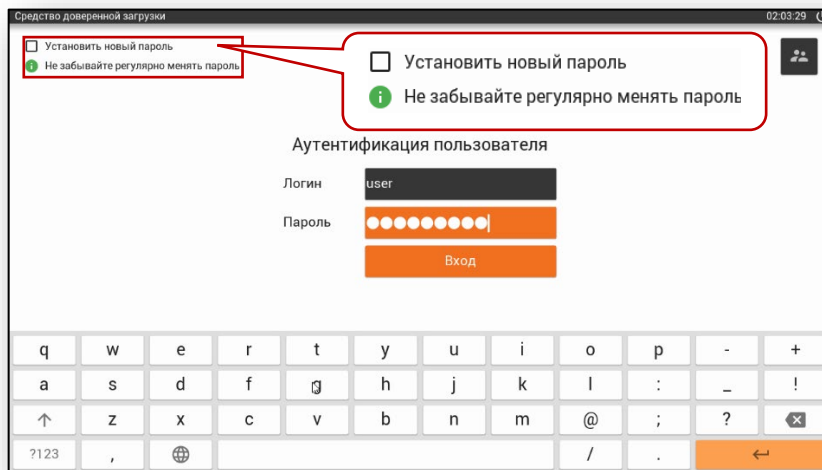 Средство доверенной загрузки 02:03:29
Установить новый пароль
Не забывайте регулярно менять пароль
Установить новый пароль
Не забывайте регулярно менять пароль
Аутентификация пользователя
Логин user
Пароль
Вход
q w e r t y u i o p - +
a s d f g h j k l : _ !
z x c v b n m @ ; ?
?123 , / .